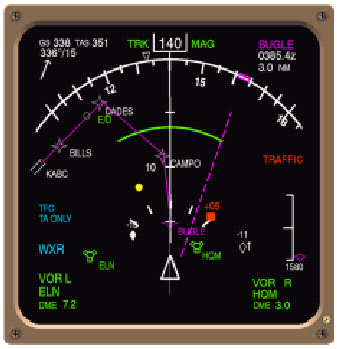 GS 338 TAS 351
336°/15
TRK 140 MAG
BUGLE
0385.4z
3.0 NM
12
15
DADES
E/D
BILLS
KABC
10
CAMPO
TRAFFIC
TFC
TA ONLY
+05
BUGLE
-11
WXR
ELN
HQM
1580
VOR L
ELN
DME 7.2
VOR R
HQM
DME 3.0